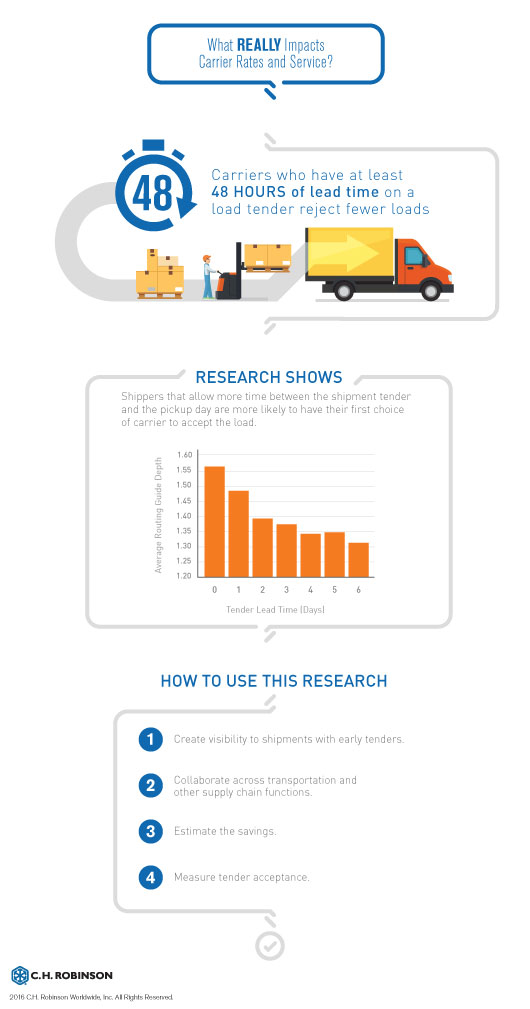 What REALLY Impacts
Carrier Rates and Service?
48
Carriers who have at least
48 HOURS of lead time on a
load tender reject fewer loads
RESEARCH SHOWS
Shippers that allow more time between the shipment tender
and the pickup day are more likely to have their first choice
of carrier to accept the load.
Average Routing Guide Depth
1.60
1.55
1.50
1.45
1.40
1.35
1.30
1.25
1.20
0 1 2 3 4 5 6
Tender Lead Time (Days)
HOW TO USE THIS RESEARCH
1 Create visibility to shipments with early tenders.
2 Collaborate across transportation and
other supply chain functions.
3 Estimate the savings.
4 Measure tender acceptance.
C.H. ROBINSON
2016 C.H. Robinson Worldwide, Inc. All Rights Reserved.